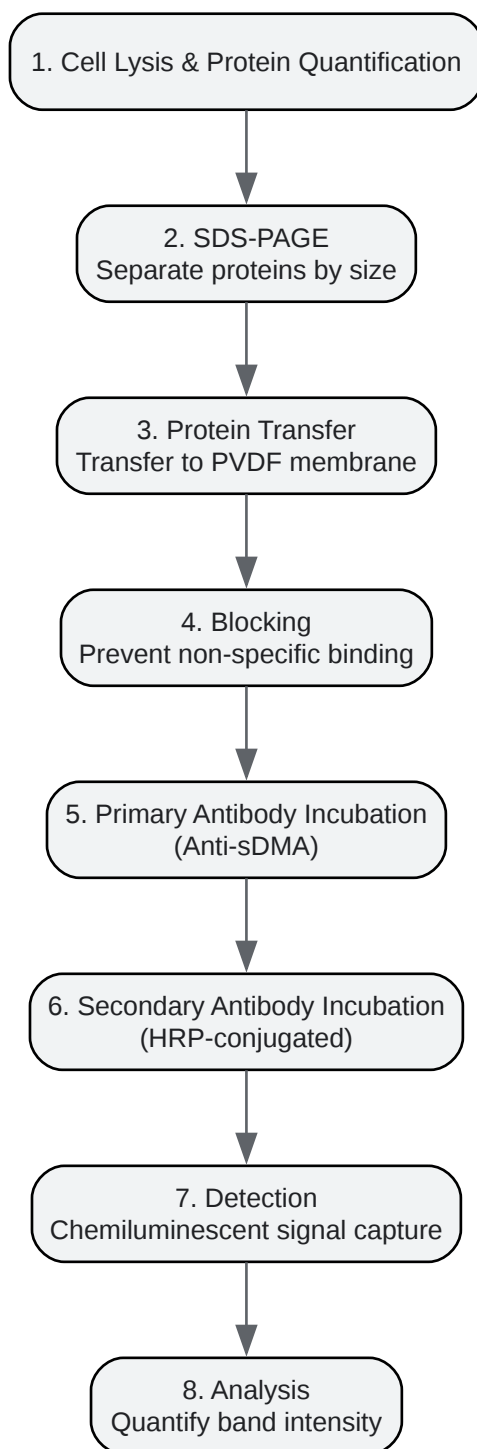 1. Cell Lysis & Protein Quantification
2. SDS-PAGE
Separate proteins by size
3. Protein Transfer
Transfer to PVDF membrane
4. Blocking
Prevent non-specific binding
5. Primary Antibody Incubation
(Anti-sDMA)
6. Secondary Antibody Incubation
(HRP-conjugated)
7. Detection
Chemiluminescent signal capture
8. Analysis
Quantify band intensity